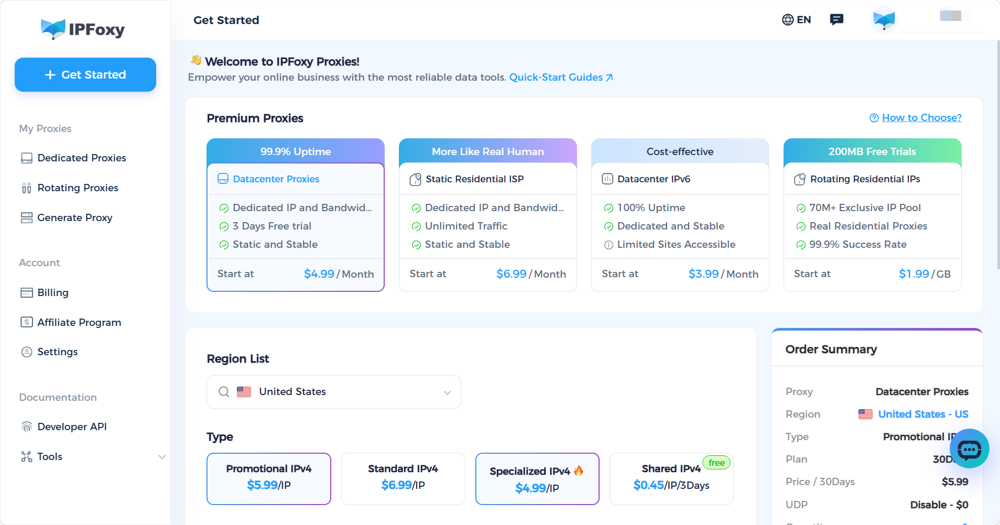 IPFoxy
Get Started
EN
+ Get Started
My Proxies
Dedicated Proxies
Rotating Proxies
Generate Proxy
Account
Billing
Affiliate Program
Settings
Documentation
Developer API
Tools
👋 Welcome to IPFoxy Proxies!
Empower your online business with the most reliable data tools. Quick-Start Guides
Premium Proxies
How to Choose?
99.9% Uptime
Datacenter Proxies
Dedicated IP and Bandwid...
3 Days Free trial
Static and Stable
Start at $4.99/Month
More Like Real Human
Static Residential ISP
Dedicated IP and Bandwid...
Unlimited Traffic
Static and Stable
Start at $6.99/Month
Cost-effective
Datacenter IPv6
100% Uptime
Dedicated and Stable
Limited Sites Accessible
Start at $3.99/Month
200MB Free Trials
Rotating Residential IPs
70M+ Exclusive IP Pool
Real Residential Proxies
99.9% Success Rate
Start at $1.99/GB
Region List
United States
Type
Promotional IPv4
$5.99/IP
Standard IPv4
$6.99/IP
Specialized IPv4 🔥
$4.99/IP
free
Shared IPv4
$0.45/IP/3Days
Order Summary
Proxy Datacenter Proxies
Region United States - US
Type Promotional
Plan
Price / 30Days $5.99
UDP Disable - $0